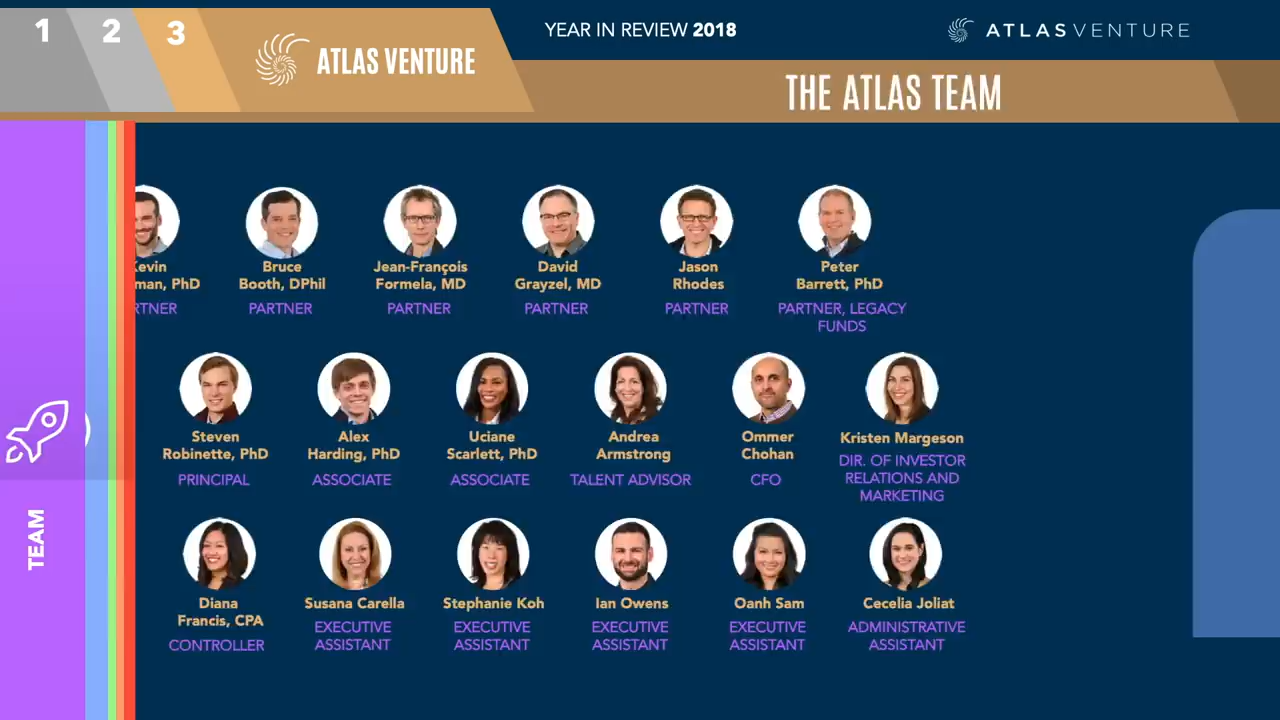 1 2 3
ATLAS VENTURE
YEAR IN REVIEW 2018
ATLAS VENTURE
THE ATLAS TEAM
Kevin
man, PhD
RTNER
Bruce
Booth, DPhil
PARTNER
Jean-François
Formela, MD
PARTNER
David
Grayzel, MD
PARTNER
Jason
Rhodes
PARTNER
Peter
Barrett, PhD
PARTNER, LEGACY
FUNDS
Steven
Robinette, PhD
PRINCIPAL
Alex
Harding, PhD
ASSOCIATE
Uciane
Scarlett, PhD
ASSOCIATE
Andrea
Armstrong
TALENT ADVISOR
Ommer
Chohan
CFO
Kristen Margeson
DIR. OF INVESTOR
RELATIONS AND
MARKETING
Diana
Francis, CPA
CONTROLLER
Susana Carella
EXECUTIVE
ASSISTANT
Stephanie Koh
EXECUTIVE
ASSISTANT
Ian Owens
EXECUTIVE
ASSISTANT
Oanh Sam
EXECUTIVE
ASSISTANT
Cecelia Joliat
ADMINISTRATIVE
ASSISTANT
TEAM